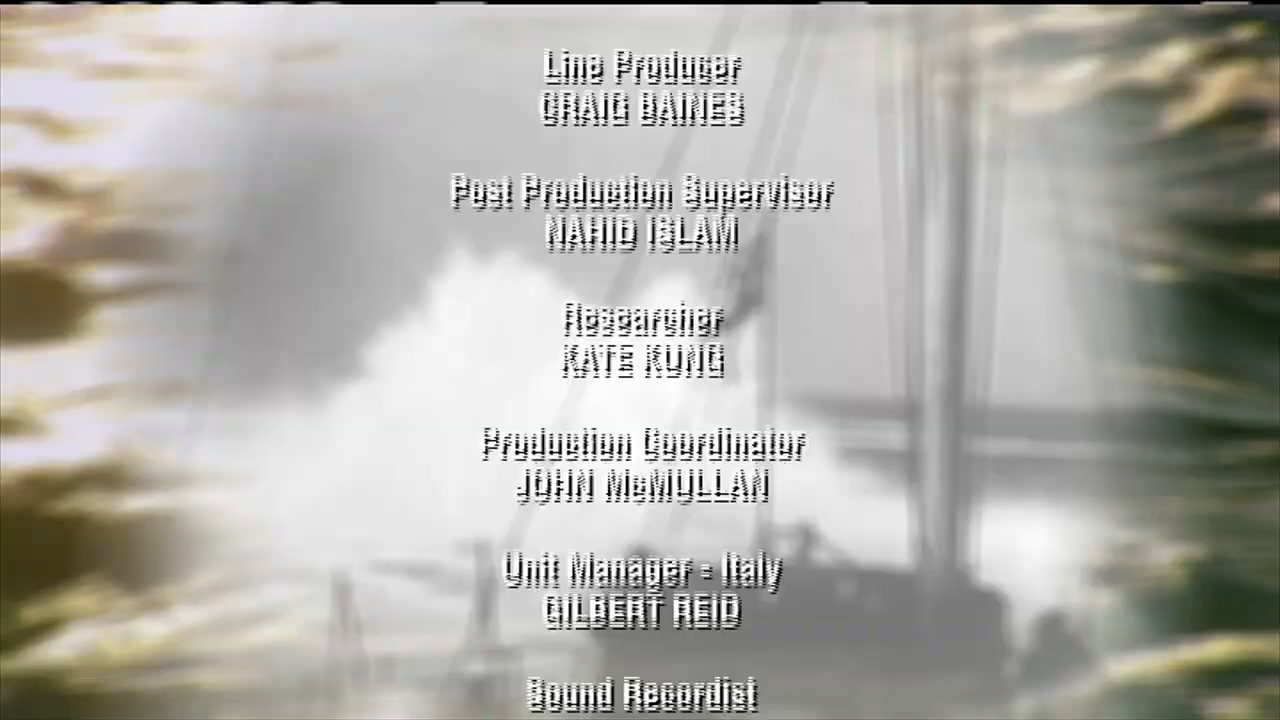 Line Producer
CRAIG BAINES
Post Production Supervisor
NAHID ISLAM
Researcher
KATE KUNG
Production Coordinator
JOHN McMULLAN
Unit Manager - Italy
GILBERT REID
Sound Recordist